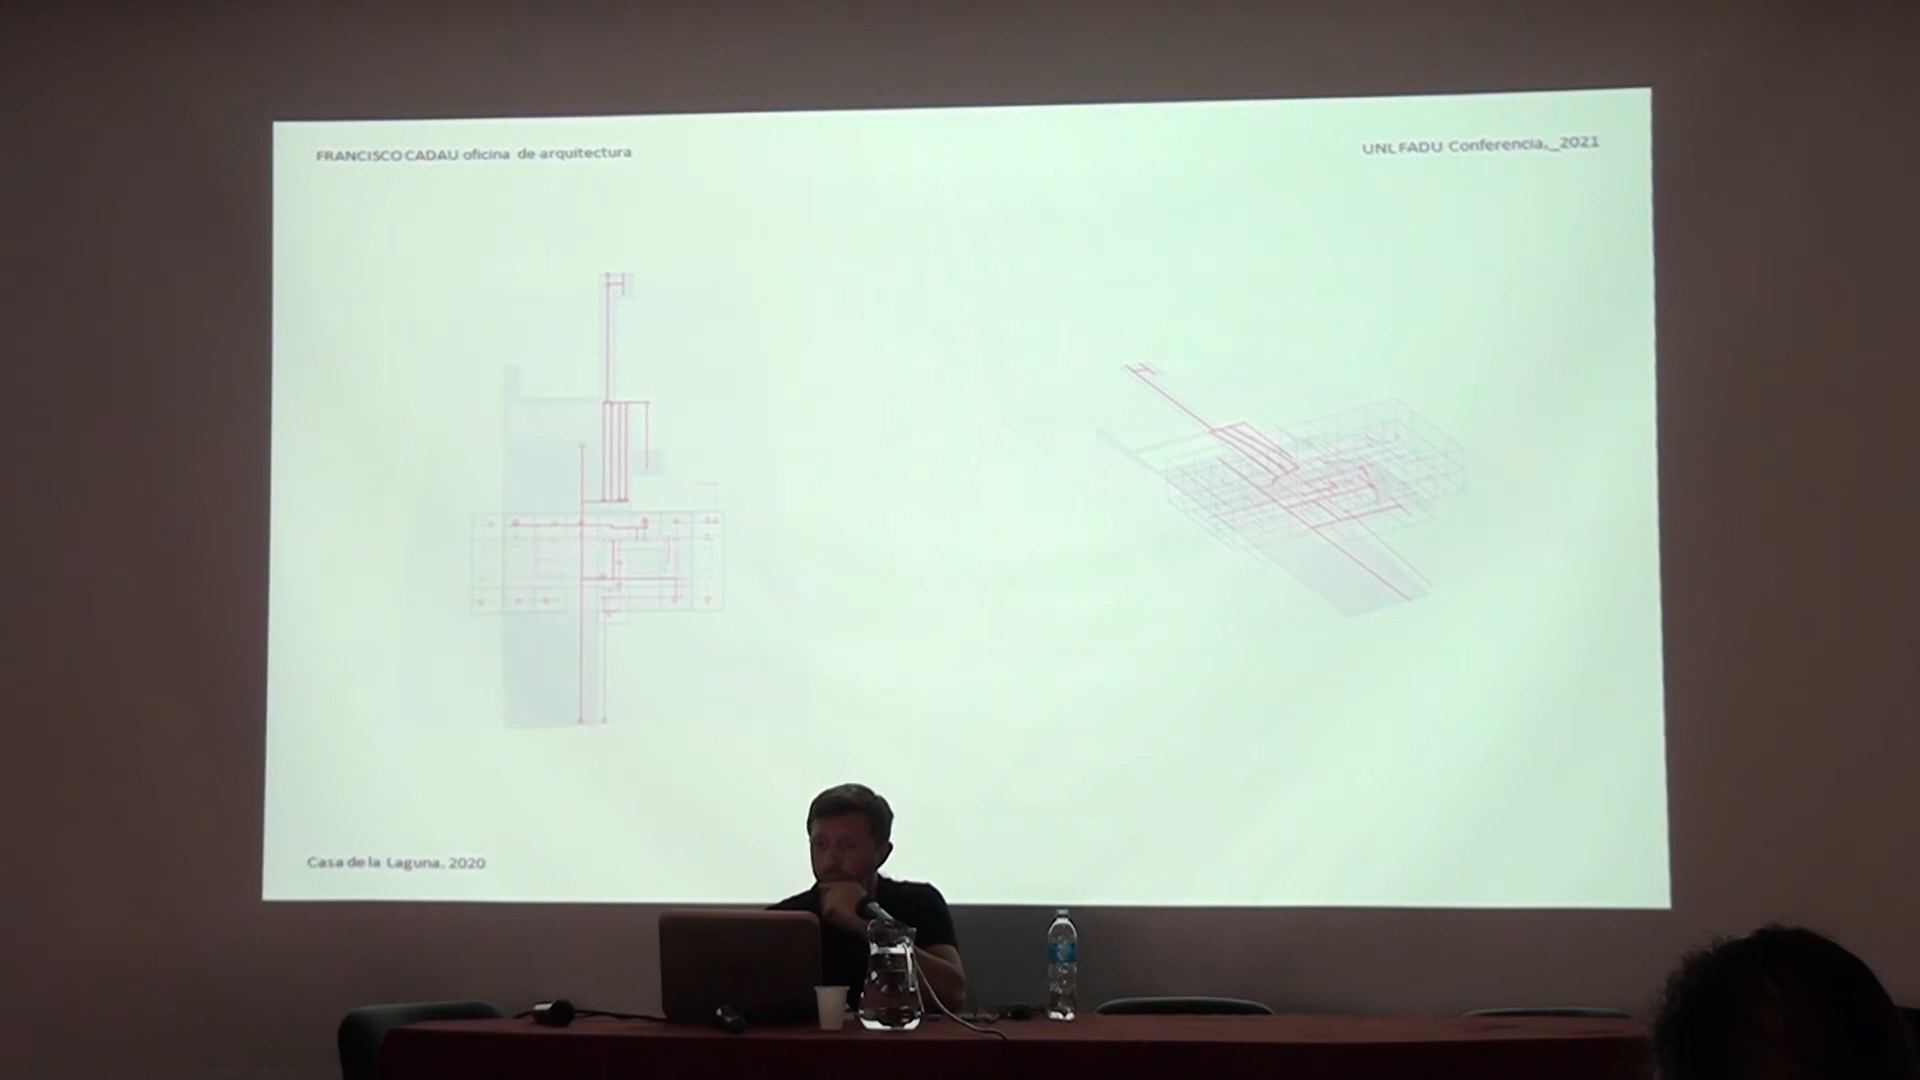 FRANCISCO CADAU oficina de arquitectura
UNL FADU Conferencia,_2021
Casa de la Laguna, 2020